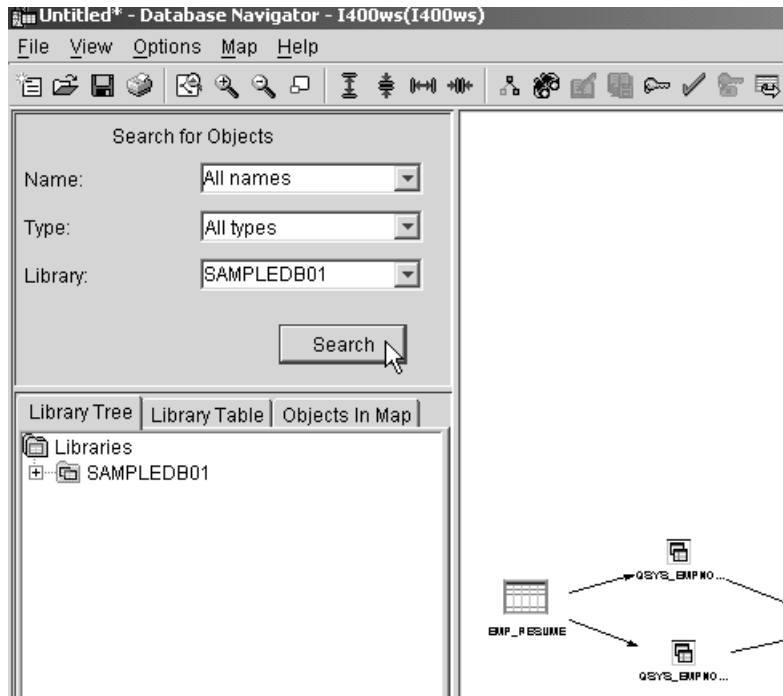 Untitled* - Database Navigator - I400ws(I400ws)
File View Options Map Help
Search for Objects
Name: All names
Type: All types
Library: SAMPLEDB01
Search
Library Tree Library Table Objects In Map
Libraries
SAMPLEDB01
QSYS_EMPNO...
EMP_RESUME
QSYS_EMPNO...